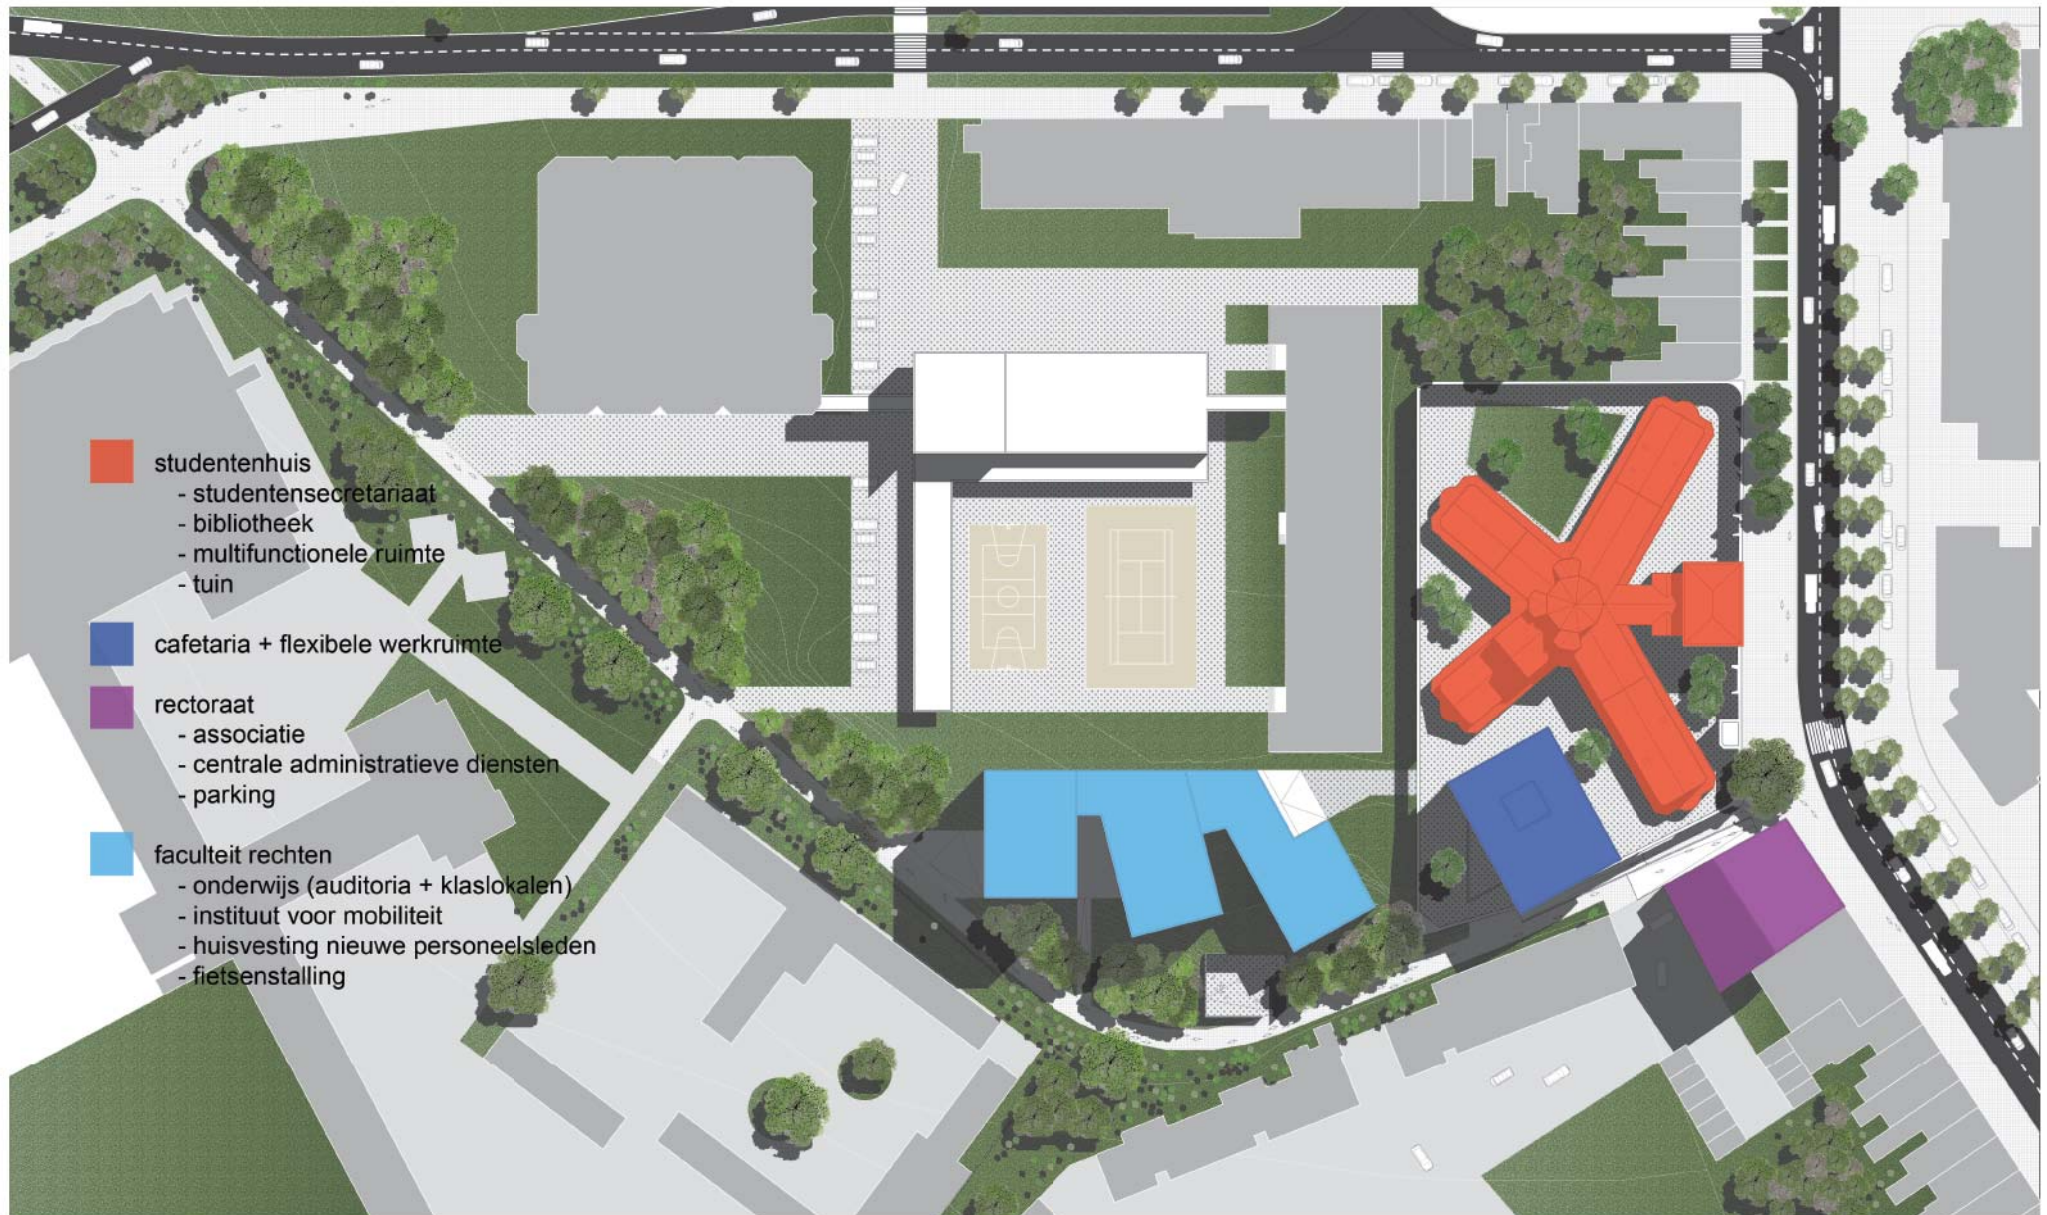 studentenhuis
- studentensecretariaat
- bibliotheek
- multifunctionele ruimte
- tuin
cafetaria + flexibele werkruimte
rectoraat
- associatie
- centrale administratieve diensten
- parking
faculteit rechten
- onderwijs (auditoria + klaslokalen)
- instituut voor mobiliteit
- huisvesting nieuwe personeelsleden
- fietsenstalling